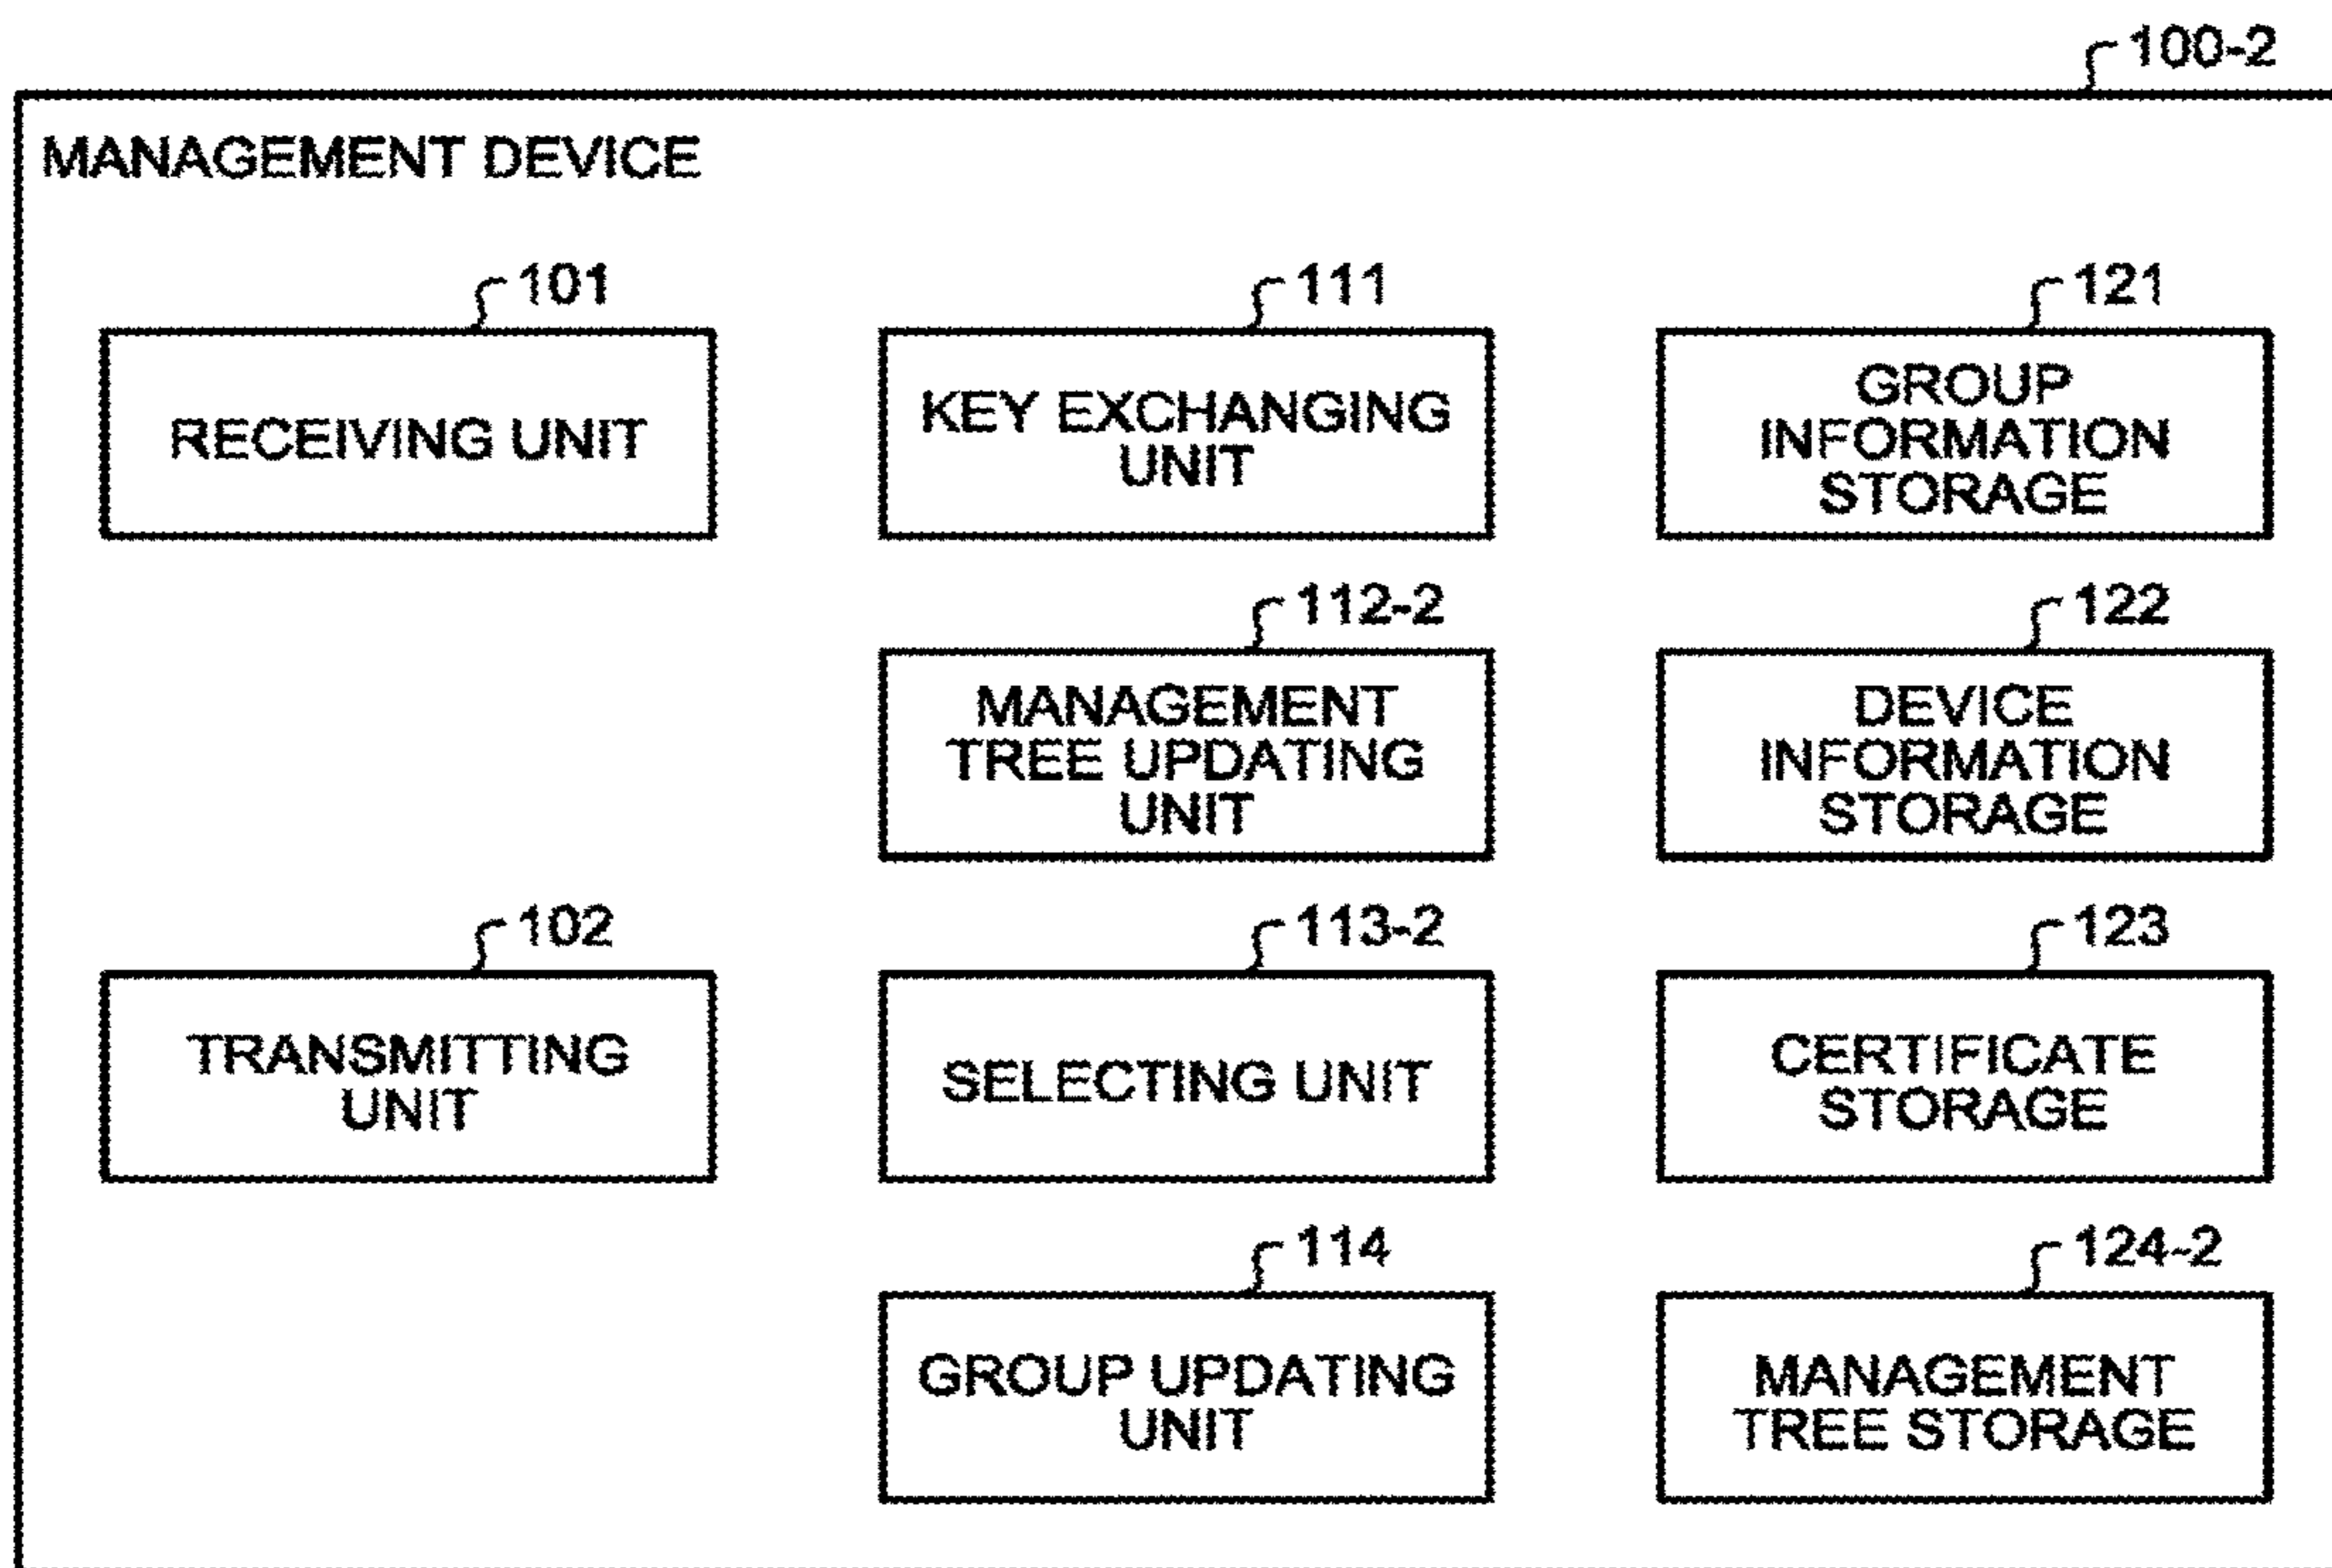 100-2
MANAGEMENT DEVICE
101
RECEIVING UNIT
111
KEY EXCHANGING
UNIT
121
GROUP
INFORMATION
STORAGE
112-2
MANAGEMENT
TREE UPDATING
UNIT
122
DEVICE
INFORMATION
STORAGE
102
TRANSMITTING
UNIT
113-2
SELECTING UNIT
123
CERTIFICATE
STORAGE
114
GROUP UPDATING
UNIT
124-2
MANAGEMENT
TREE STORAGE